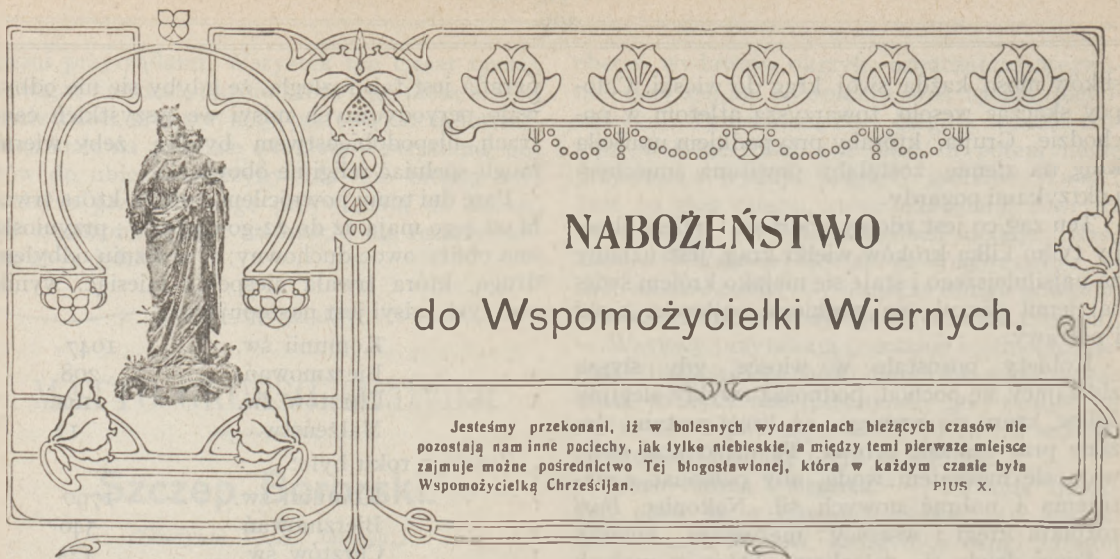 NABOŻEŃSTWO
do Wspomożycielki Wiernych.
Jesteśmy przekonani, iż w bolesnych wydarzeniach bieżących czasów nie
pozostają nam inne pociechy, jak tylko niebieskie, a między temi pierwsze miejsce
zajmuje możne pośrednictwo Tej błogosławionej, która w każdym czasie była
Wspomożycielką Chrześcijan. PIUS X.